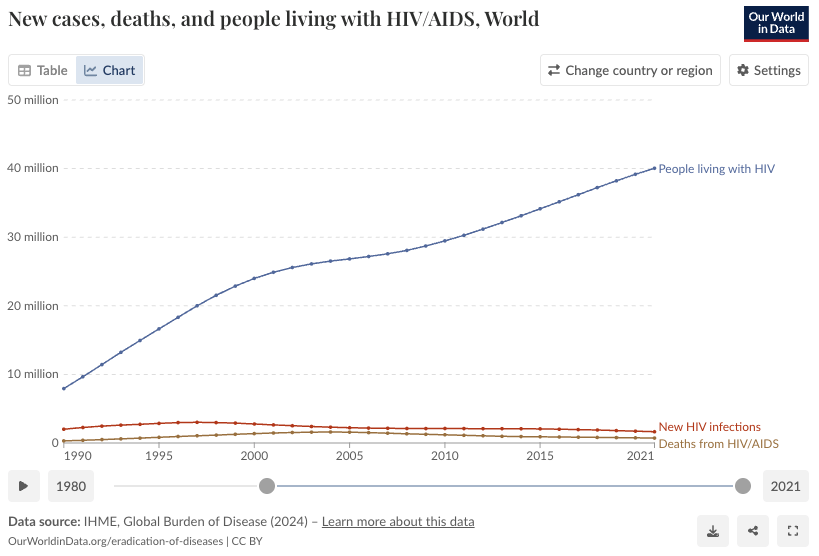 New cases, deaths, and people living with HIV/AIDS, World
Our World
in Data
Table
Chart
Change country or region
Settings
50 million
40 million
30 million
20 million
10 million
0
People living with HIV
New HIV infections
Deaths from HIV/AIDS
1990
1995
2000
2005
2010
2015
2021
1980
2021
Data source: IHME, Global Burden of Disease (2024) – Learn more about this data
OurWorldinData.org/eradication-of-diseases | CC BY